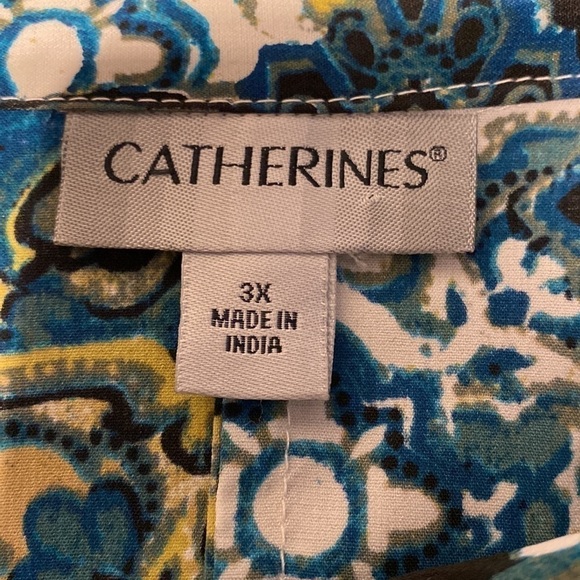 CATHERINES®
3X
MADE IN
INDIA